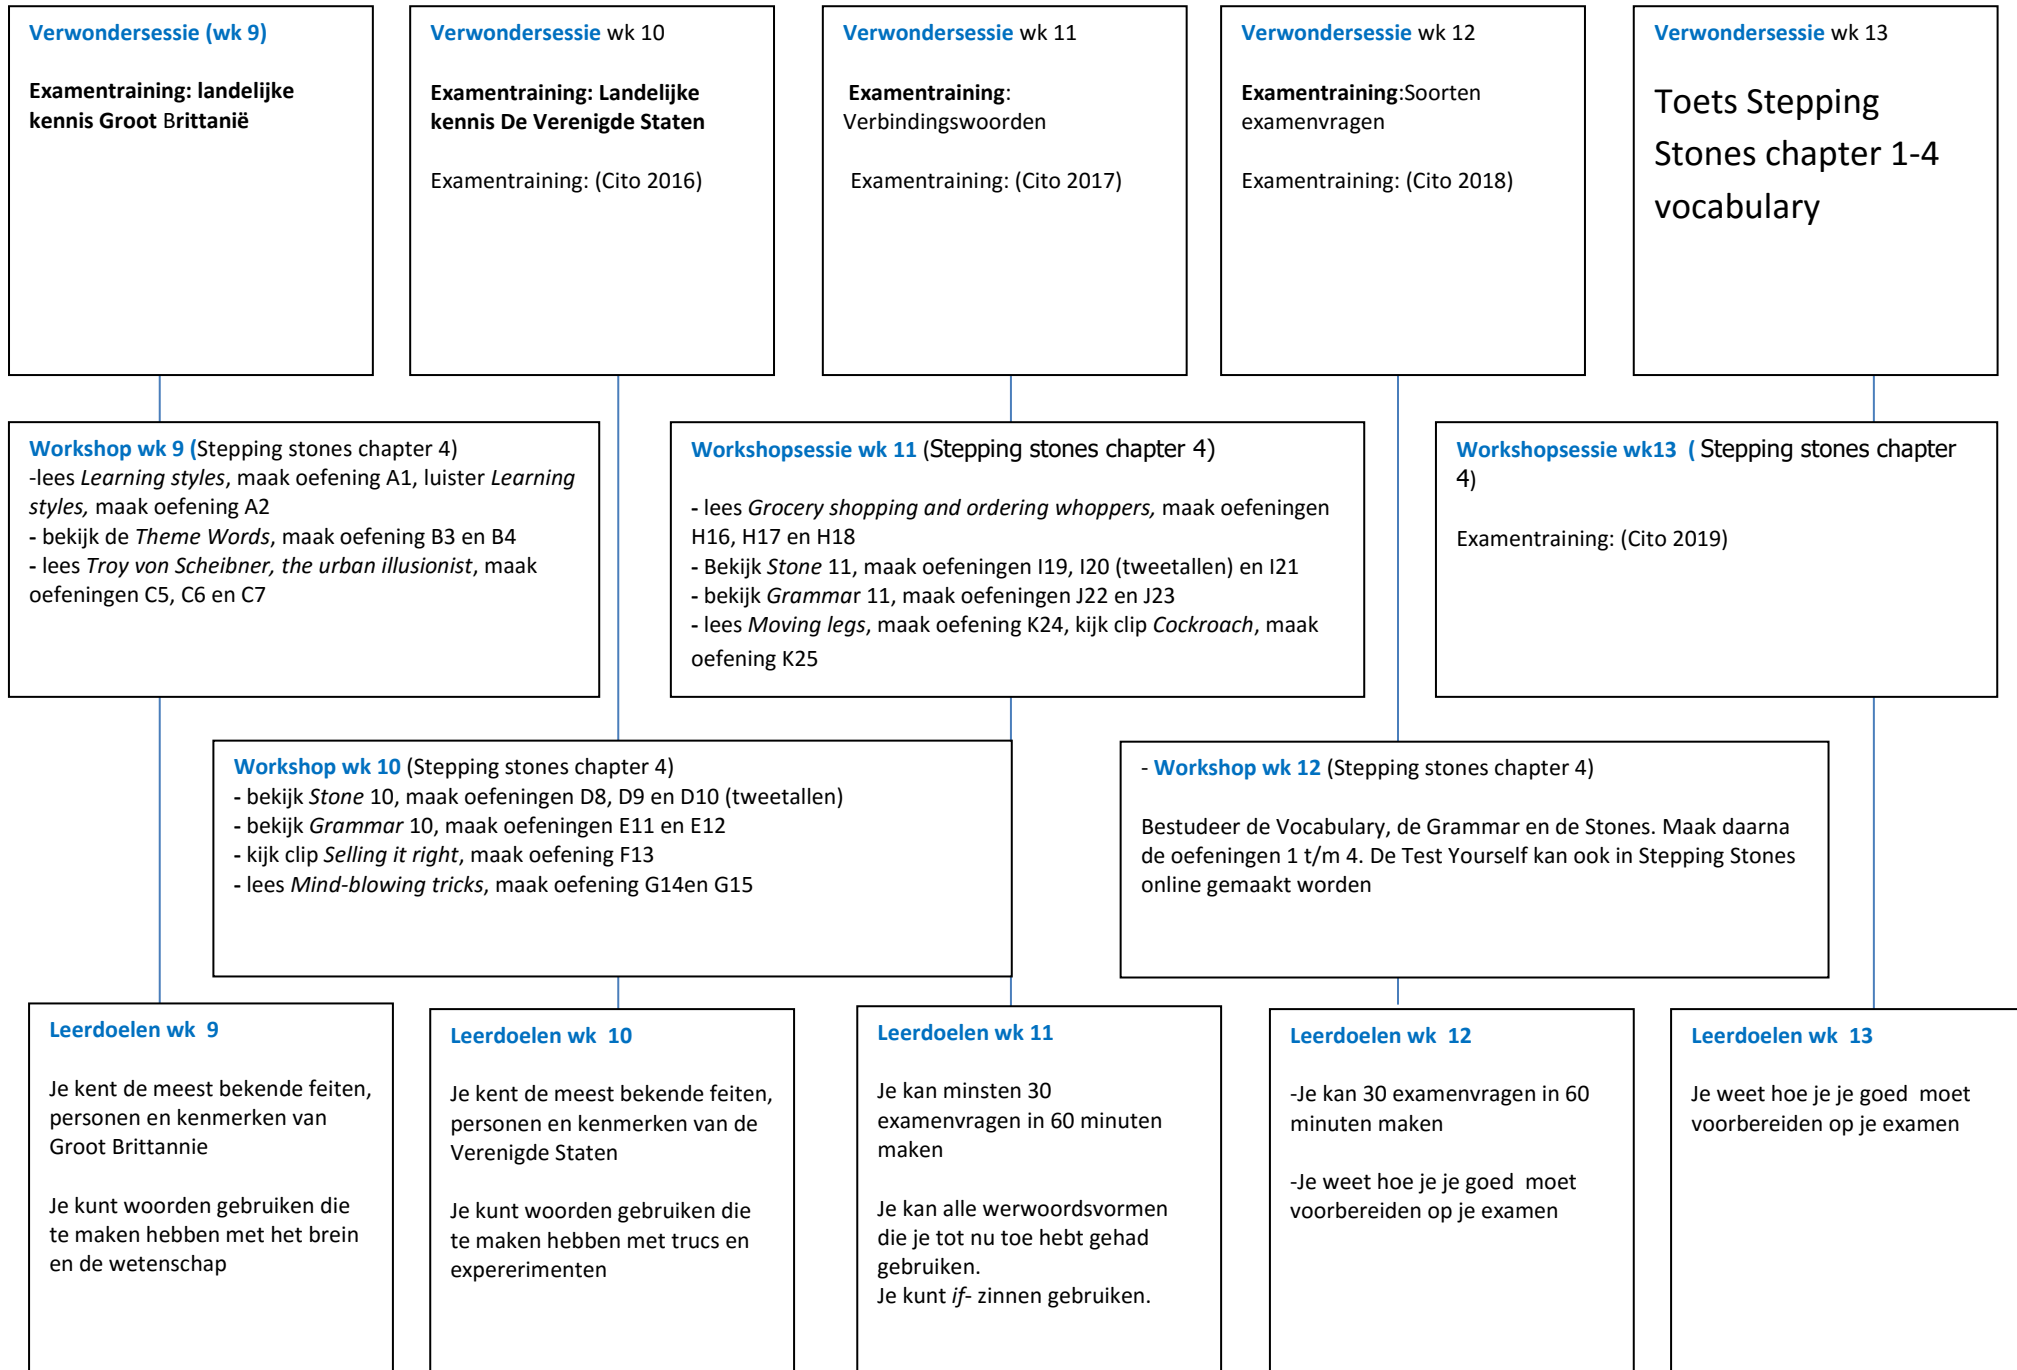 Verwondersessie (wk 9)
Examentraining: landelijke
kennis Groot Brittanië
Verwondersessie wk 10
Examentraining: Landelijke
kennis De Verenigde Staten
Examentraining: (Cito 2016)
Verwondersessie wk 11
Examentraining:
Verbindingswoorden
Examentraining: (Cito 2017)
Verwondersessie wk 12
Examentraining:Soorten
examenvragen
Examentraining: (Cito 2018)
Verwondersessie wk 13
Toets Stepping
Stones chapter 1-4
vocabulary
Workshop wk 9 (Stepping stones chapter 4)
-lees Learning styles, maak oefening A1, luister Learning
styles, maak oefening A2
- bekijk de Theme Words, maak oefening B3 en B4
- lees Troy von Scheibner, the urban illusionist, maak
oefeningen C5, C6 en C7
Workshopsessie wk 11 (Stepping stones chapter 4)
- lees Grocery shopping and ordering whoppers, maak oefeningen
H16, H17 en H18
- Bekijk Stone 11, maak oefeningen I19, I20 (tweetallen) en I21
- bekijk Grammar 11, maak oefeningen J22 en J23
- lees Moving legs, maak oefening K24, kijk clip Cockroach, maak
oefening K25
Workshopsessie wk13 ( Stepping stones chapter
4)
Examentraining: (Cito 2019)
Workshop wk 10 (Stepping stones chapter 4)
- bekijk Stone 10, maak oefeningen D8, D9 en D10 (tweetallen)
- bekijk Grammar 10, maak oefeningen E11 en E12
- kijk clip Selling it right, maak oefening F13
- lees Mind-blowing tricks, maak oefening G14en G15
- Workshop wk 12 (Stepping stones chapter 4)
Bestudeer de Vocabulary, de Grammar en de Stones. Maak daarna
de oefeningen 1 t/m 4. De Test Yourself kan ook in Stepping Stones
online gemaakt worden
Leerdoelen wk 9
Je kent de meest bekende feiten,
personen en kenmerken van
Groot Brittannie
Je kunt woorden gebruiken die
te maken hebben met het brein
en de wetenschap
Leerdoelen wk 10
Je kent de meest bekende feiten,
personen en kenmerken van de
Verenigde Staten
Je kunt woorden gebruiken die
te maken hebben met trucs en
expererimenten
Leerdoelen wk 11
Je kan minsten 30
examenvragen in 60 minuten
maken
Je kan alle werwoordsvormen
die je tot nu toe hebt gehad
gebruiken.
Je kunt if- zinnen gebruiken.
Leerdoelen wk 12
-Je kan 30 examenvragen in 60
minuten maken
-Je weet hoe je je goed moet
voorbereiden op je examen
Leerdoelen wk 13
Je weet hoe je je goed moet
voorbereiden op je examen